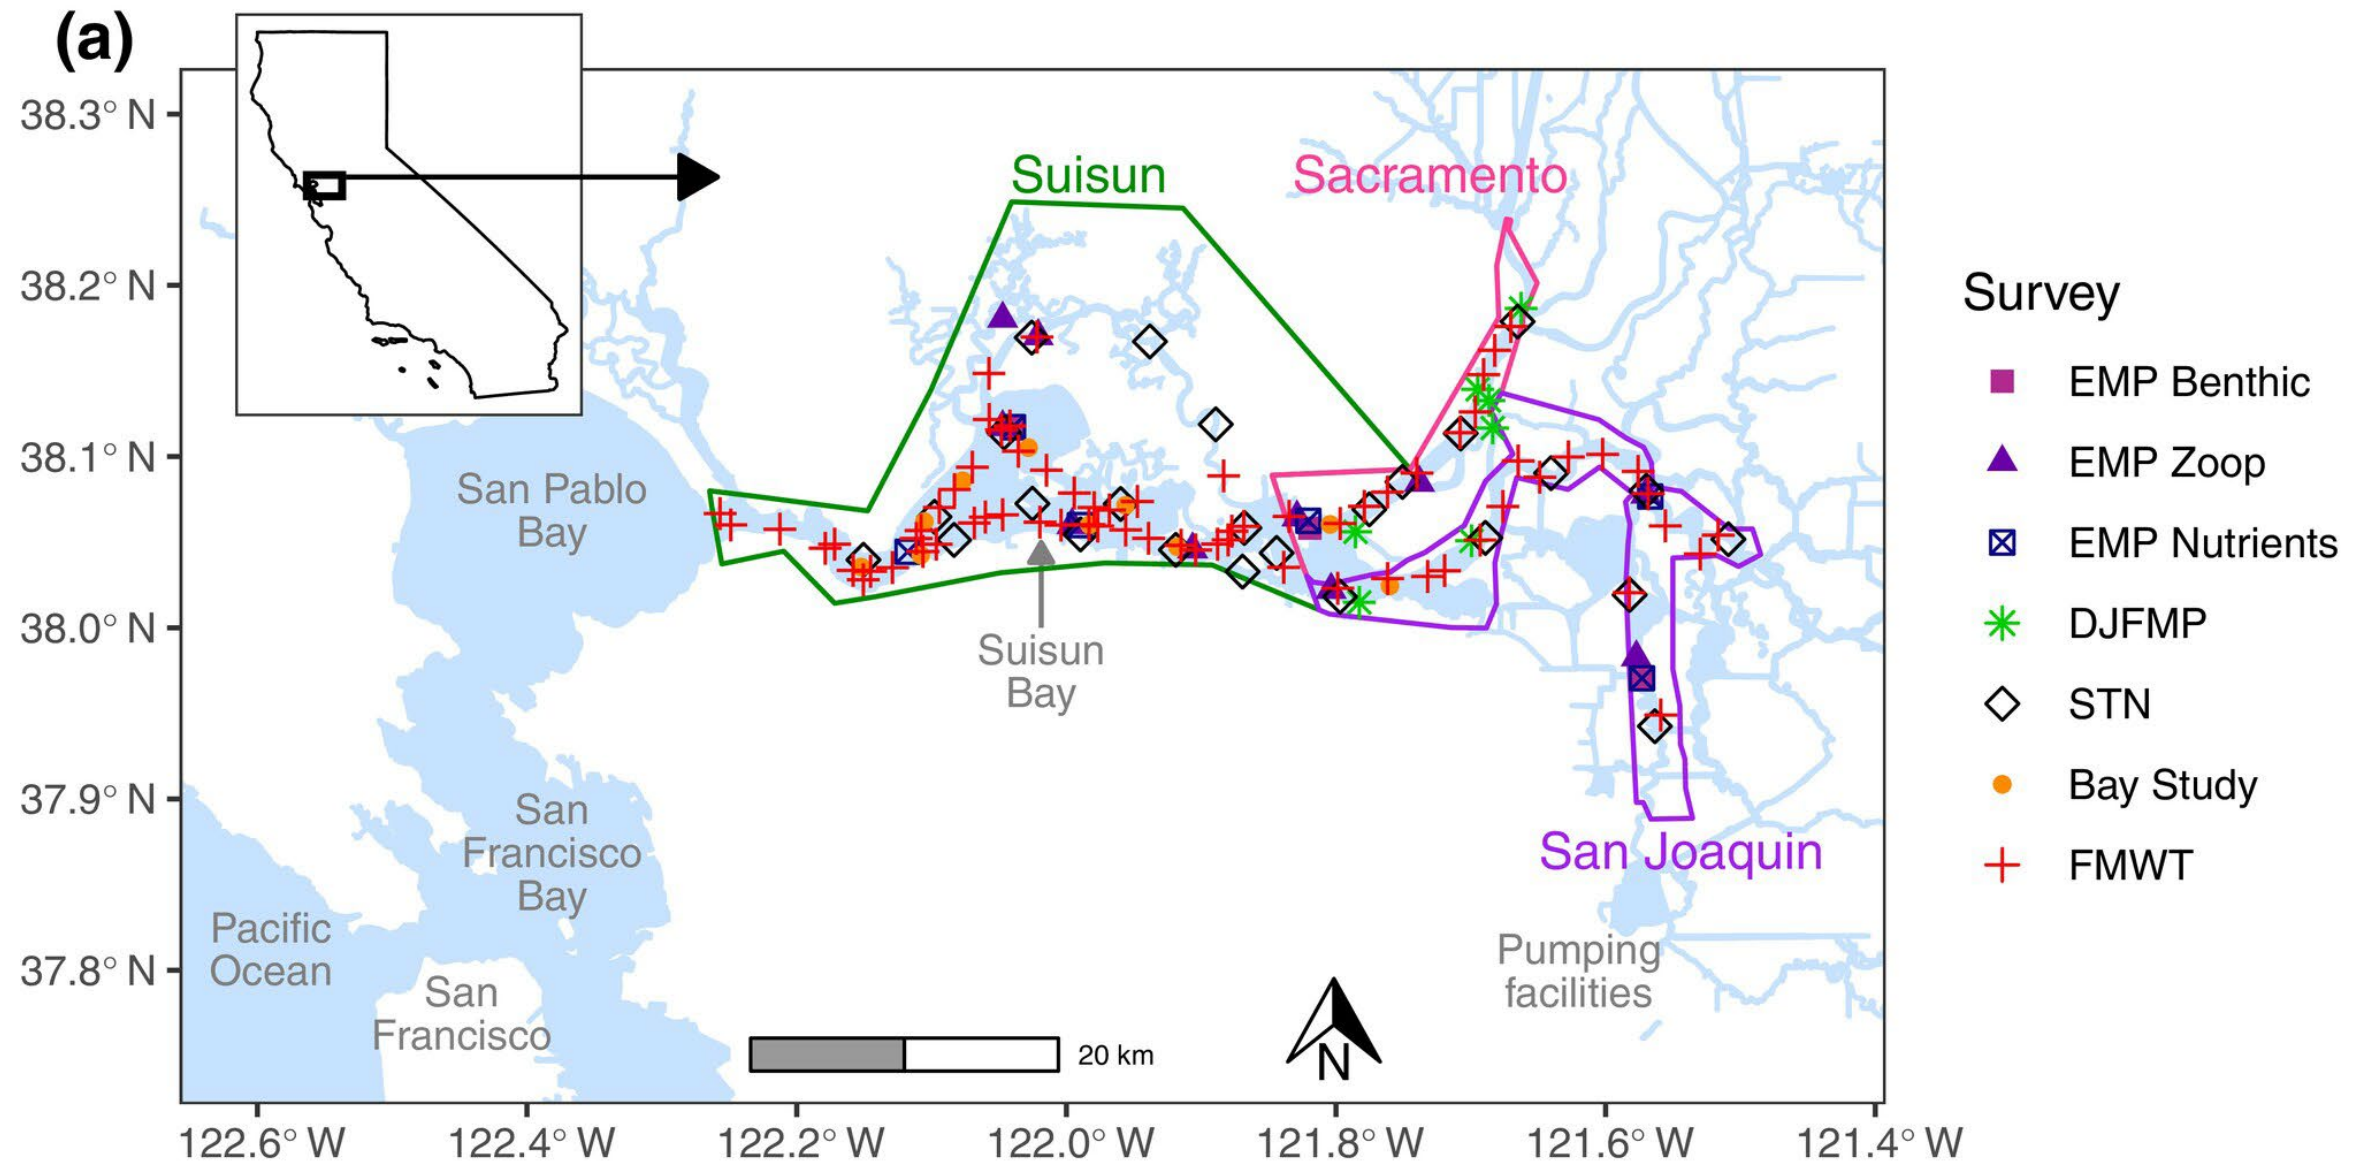 (a)
38.3° N
38.2° N
38.1° N
38.0° N
37.9° N
37.8° N
122.6° W
122.4° W
122.2° W
122.0° W
121.8° W
121.6° W
121.4° W
Suisun
Sacramento
San Joaquin
San Pablo
Bay
Suisun
Bay
San
Francisco
Bay
Pacific
Ocean
San
Francisco
Pumping
facilities
20 km
N
Survey
EMP Benthic
EMP Zoop
EMP Nutrients
DJFMP
STN
Bay Study
FMWT